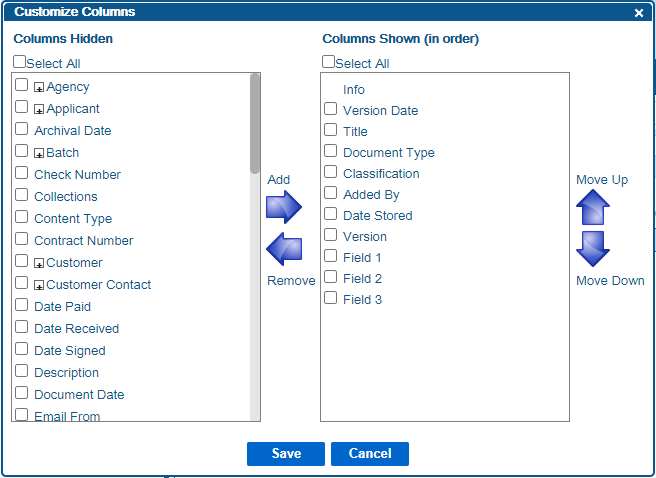 Customize Columns
Columns Hidden
Select All
Agency
Applicant
Archival Date
Batch
Check Number
Collections
Content Type
Contract Number
Customer
Customer Contact
Date Paid
Date Received
Date Signed
Description
Document Date
Email From
Add
Remove
Columns Shown (in order)
Select All
Info
Version Date
Title
Document Type
Classification
Added By
Date Stored
Version
Field 1
Field 2
Field 3
Move Up
Move Down
Save
Cancel